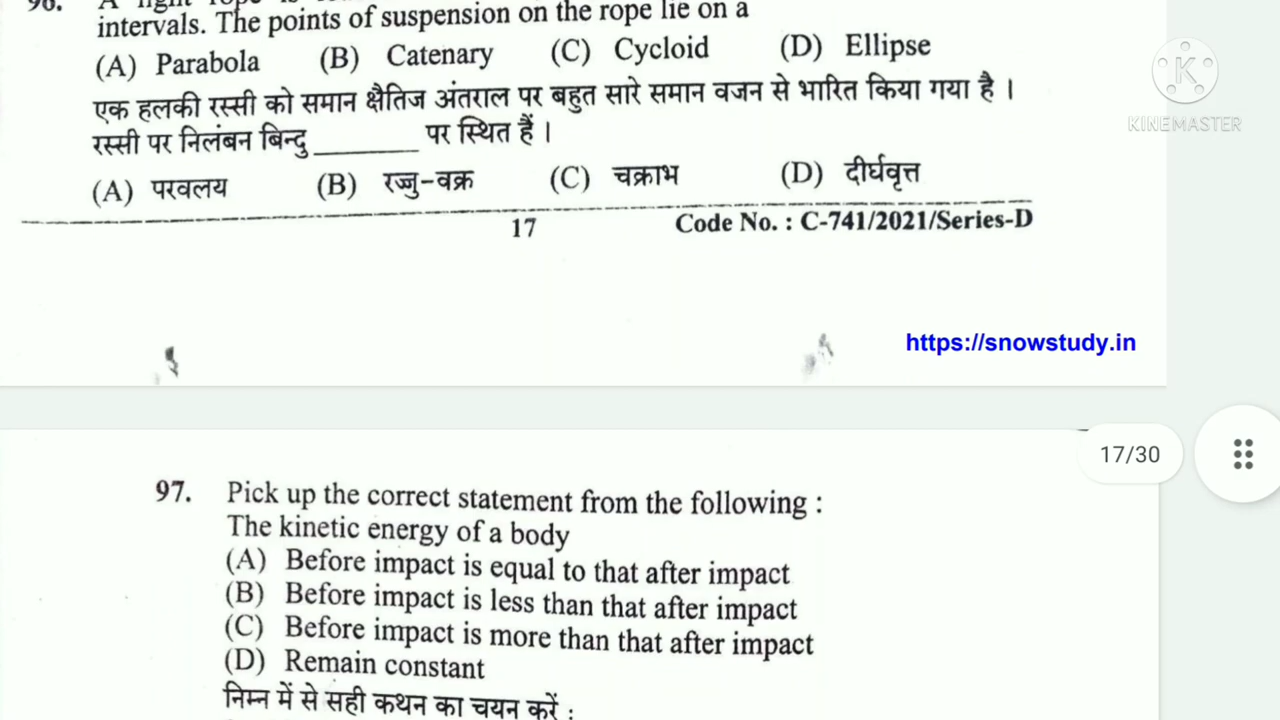 intervals. The points of suspension on the rope lie on a
(A) Parabola (B) Catenary (C) Cycloid (D) Ellipse
एक हलकी रस्सी को समान क्षैतिज अंतराल पर बहुत सारे समान वजन से भारित किया गया है ।
रस्सी पर निलंबन बिन्दु ________ पर स्थित हैं ।
(A) परवलय (B) रज्जु-वक्र (C) चक्राभ (D) दीर्घवृत्त
17 Code No. : C-741/2021/Series-D
K
KINEMASTER
https://snowstudy.in
17/30
97. Pick up the correct statement from the following :
The kinetic energy of a body
(A) Before impact is equal to that after impact
(B) Before impact is less than that after impact
(C) Before impact is more than that after impact
(D) Remain constant
निम्न में से सही कथन का चयन करें :